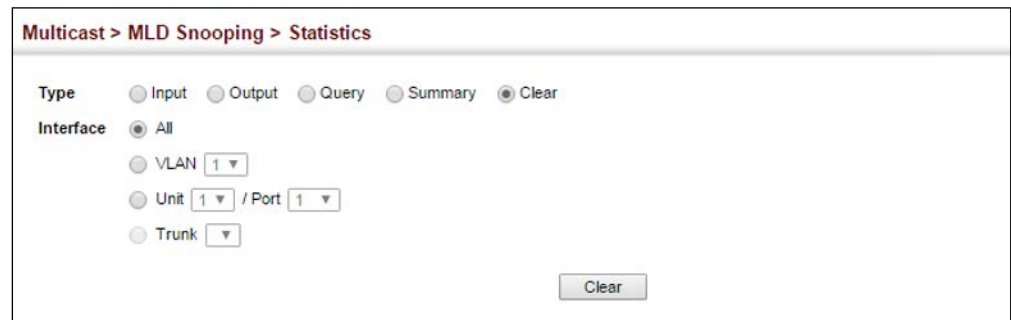 Multicast > MLD Snooping > Statistics
Type Input Output Query Summary Clear
Interface All
VLAN 1
Unit 1 / Port 1
Trunk
Clear